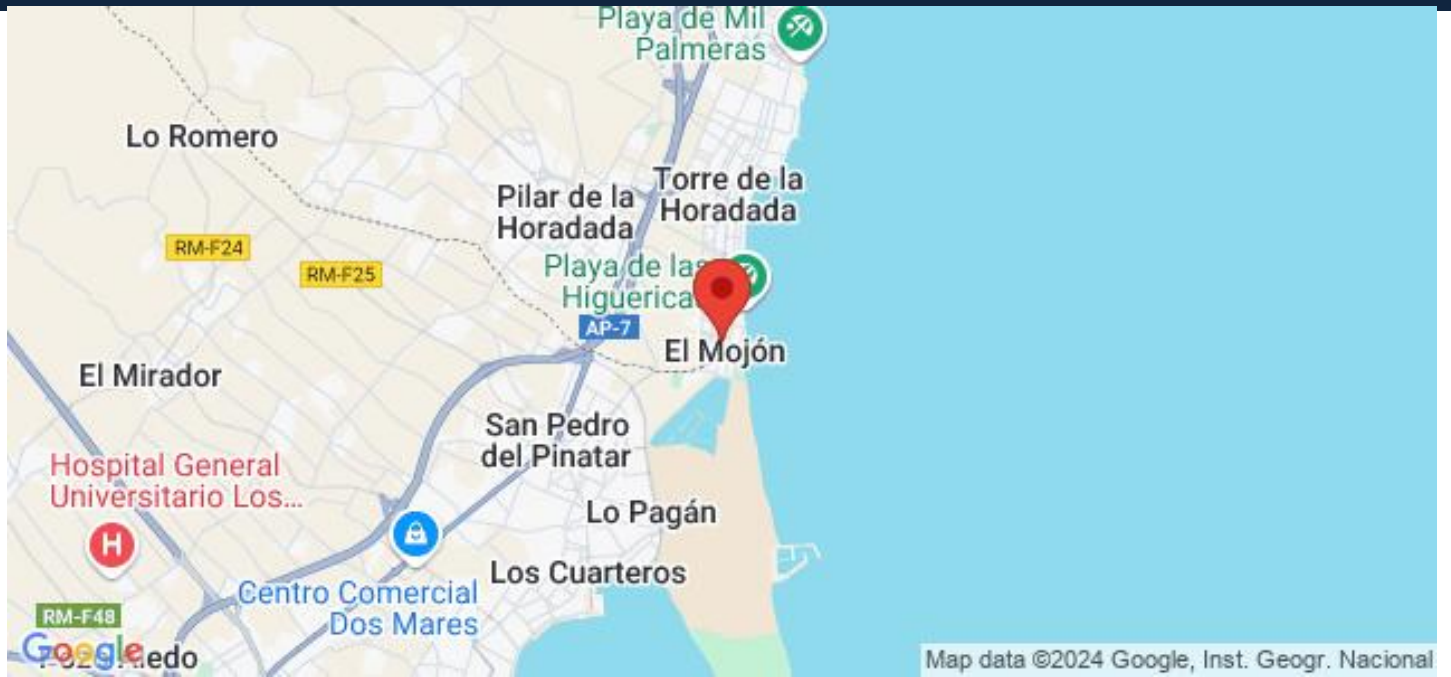 Playa de Mil
Palmeras
Lo Romero
Torre de la
Horadada
Pilar de la
Horadada
RM-F24
RM-F25
Playa de las
Higuerica
AP-7
El Mojón
El Mirador
San Pedro
del Pinatar
Hospital General
Universitario Los...
H
Lo Pagán
Los Cuarteros
Centro Comercial
Dos Mares
RM-F48
Google
Map data ©2024 Google, Inst. Geogr. Nacional